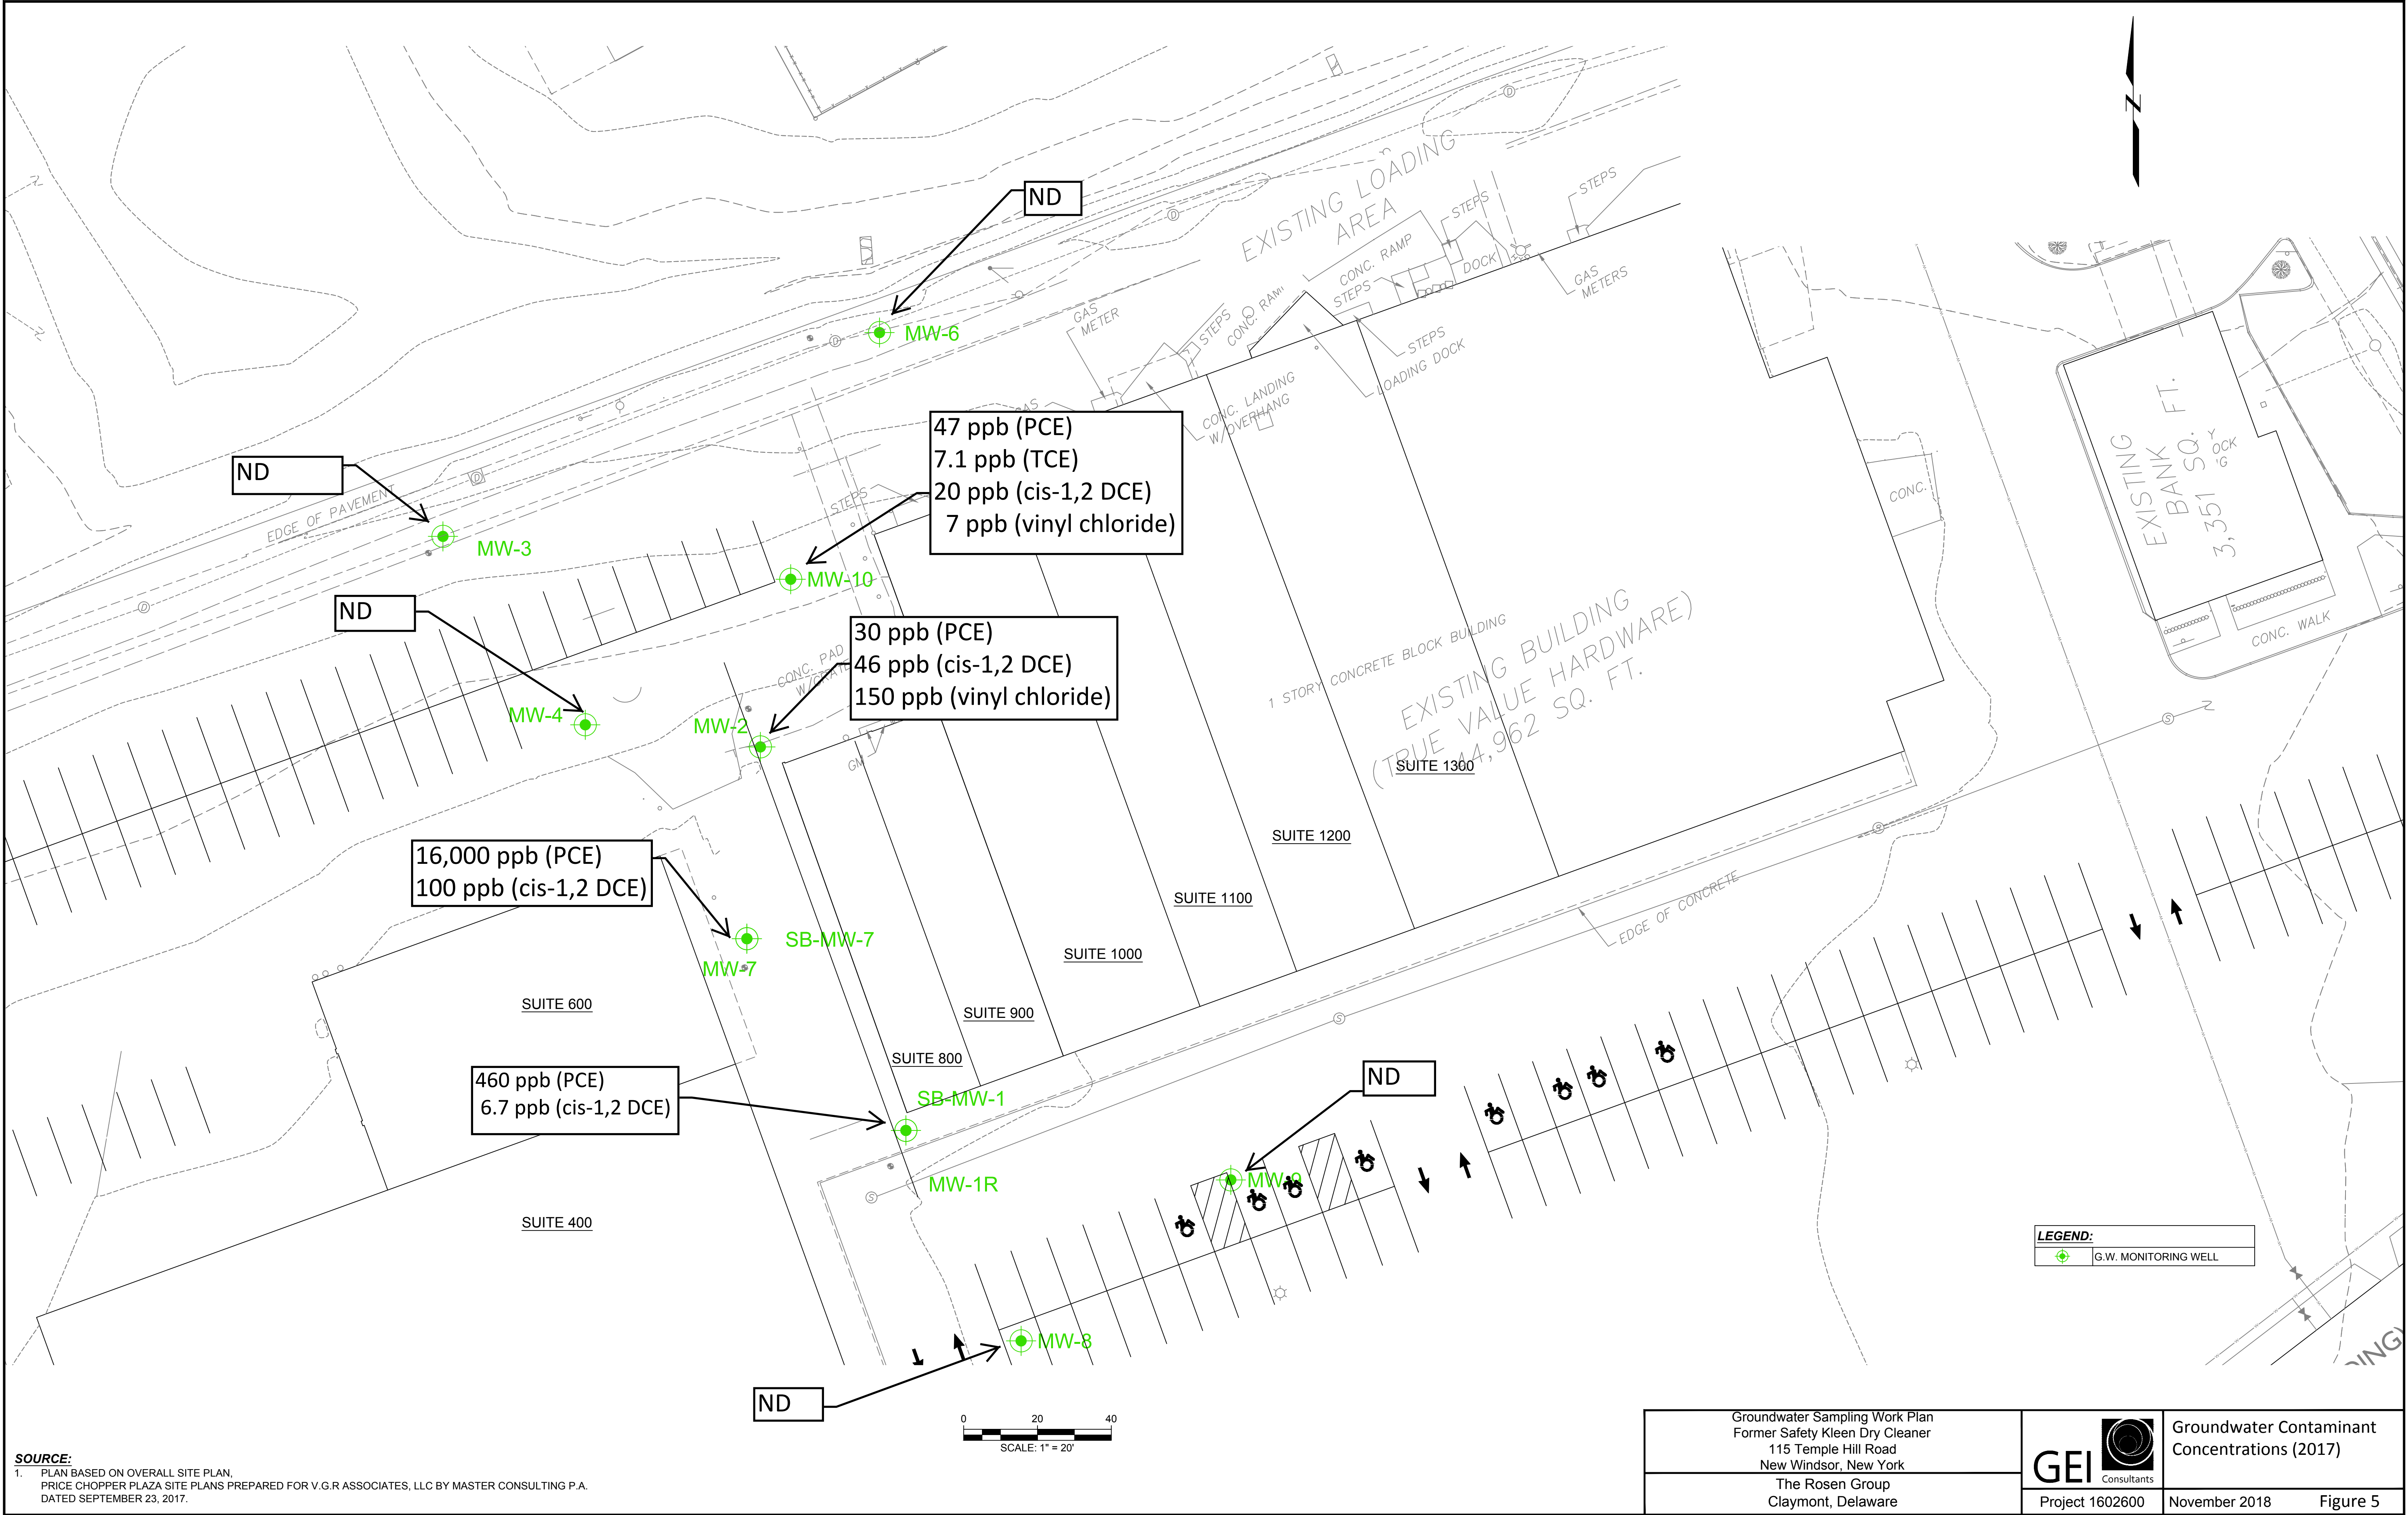 N
ND
EXISTING LOADING
AREA
STEPS
STEPS
CONC. RAMP
DOCK
STEPS
GAS
METERS
MW-6
GAS
METER
STEPS
STEPS
LOADING DOCK
CONC. LANDING
W/OVERHANG
GAS
47 ppb (PCE)
7.1 ppb (TCE)
20 ppb (cis-1,2 DCE)
7 ppb (vinyl chloride)
ND
EDGE OF PAVEMENT
STEPS
MW-3
MW-10
CONC.
EXISTING
BANK
3,351 SQ. FT.
CONC. WALK
ND
30 ppb (PCE)
46 ppb (cis-1,2 DCE)
150 ppb (vinyl chloride)
CONC. PAD
MW-4
MW-2
GM
1 STORY CONCRETE BLOCK BUILDING
EXISTING BUILDING
(TRUE VALUE HARDWARE)
44,962 SQ. FT.
SUITE 1300
SUITE 1200
16,000 ppb (PCE)
100 ppb (cis-1,2 DCE)
SUITE 1100
EDGE OF CONCRETE
SB-MW-7
MW-7
SUITE 1000
SUITE 600
SUITE 900
SUITE 800
460 ppb (PCE)
6.7 ppb (cis-1,2 DCE)
SB-MW-1
ND
MW-9
MW-1R
SUITE 400
LEGEND:
G.W. MONITORING WELL
MW-8
ND
0 20 40
SCALE: 1" = 20'
SOURCE:
1. PLAN BASED ON OVERALL SITE PLAN,
PRICE CHOPPER PLAZA SITE PLANS PREPARED FOR V.G.R ASSOCIATES, LLC BY MASTER CONSULTING P.A.
DATED SEPTEMBER 23, 2017.
Groundwater Sampling Work Plan
Former Safety Kleen Dry Cleaner
115 Temple Hill Road
New Windsor, New York
The Rosen Group
Claymont, Delaware
GEI Consultants
Project 1602600
Groundwater Contaminant
Concentrations (2017)
November 2018 Figure 5